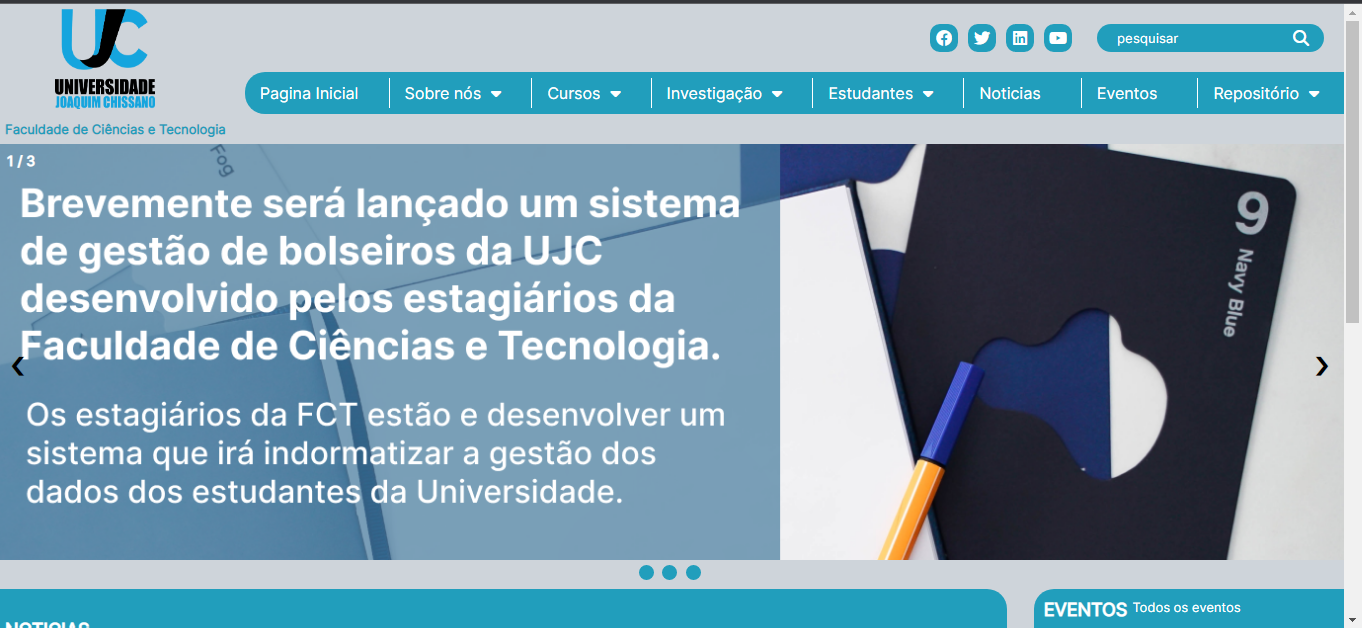 UJC
UNIVERSIDADE
JOAQUIM CHISSANO
Faculdade de Ciências e Tecnologia
pesquisar
Pagina Inicial
Sobre nós
Cursos
Investigação
Estudantes
Noticias
Eventos
Repositório
1 / 3
Fog
Brevemente será lançado um sistema
de gestão de bolseiros da UJC
desenvolvido pelos estagiários da
Faculdade de Ciências e Tecnologia.
Os estagiários da FCT estão e desenvolver um
sistema que irá indormatizar a gestão dos
dados dos estudantes da Universidade.
9
Navy Blue
NOTICIAS
EVENTOS Todos os eventos